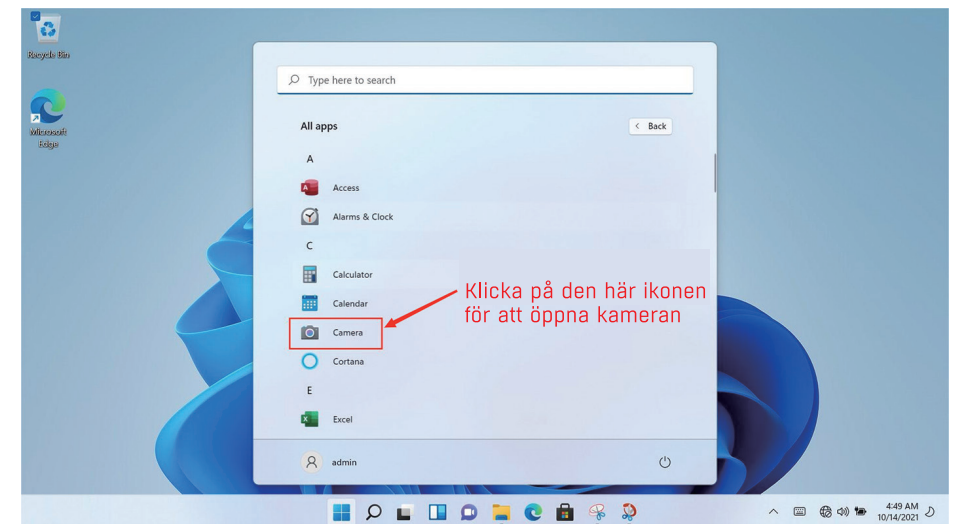 Recycle Bin
Microsoft
Edge
Type here to search
All apps
< Back
A
Access
Alarms & Clock
C
Calculator
Calendar
Camera
Cortana
E
Excel
Klicka på den här ikonen
för att öppna kameran
admin
4:49 AM
10/14/2021